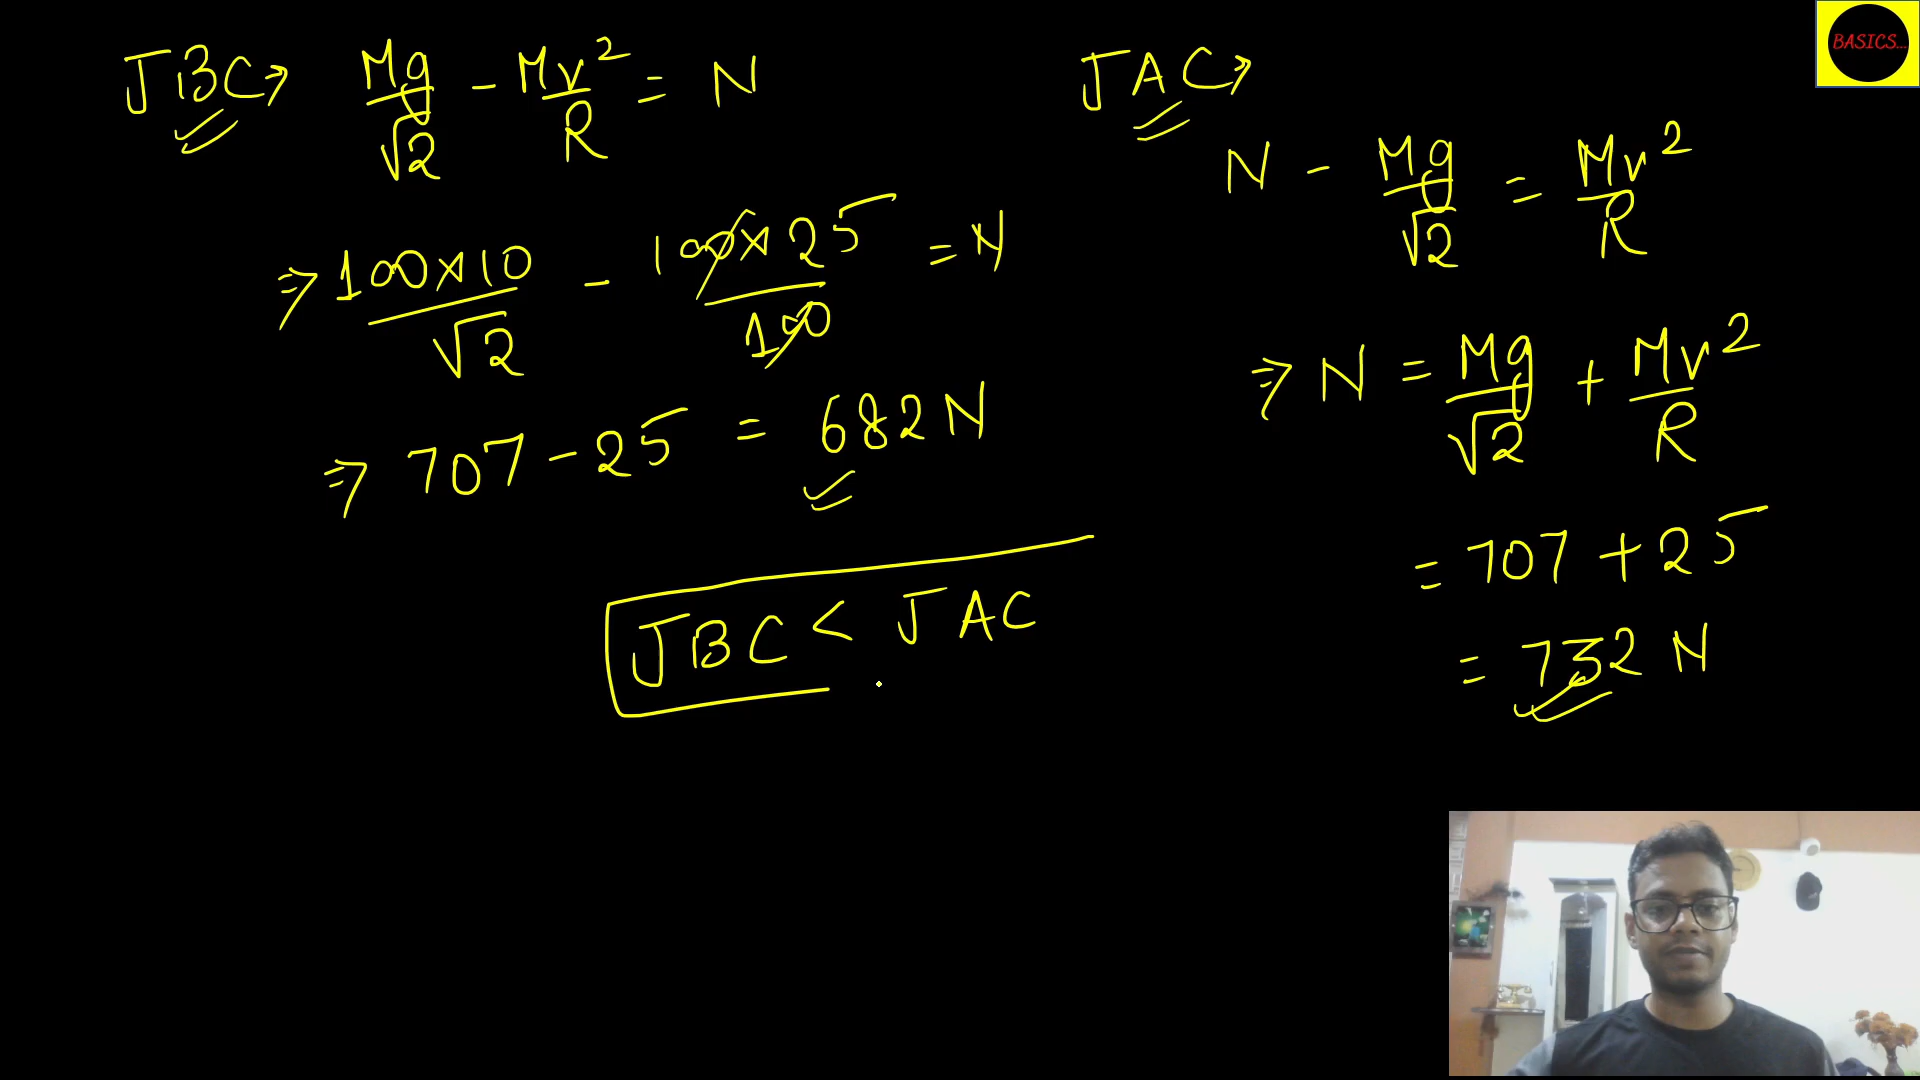 JBC→ Mg/√2 - Mv²/R = N
⇒ 100×10/√2 - 100×25/100 = N
⇒ 707 - 25 = 682 N
JBC < JAC
JAC→
N - Mg/√2 = Mv²/R
⇒ N = Mg/√2 + Mv²/R
= 707 + 25
= 732 N
BASICS...